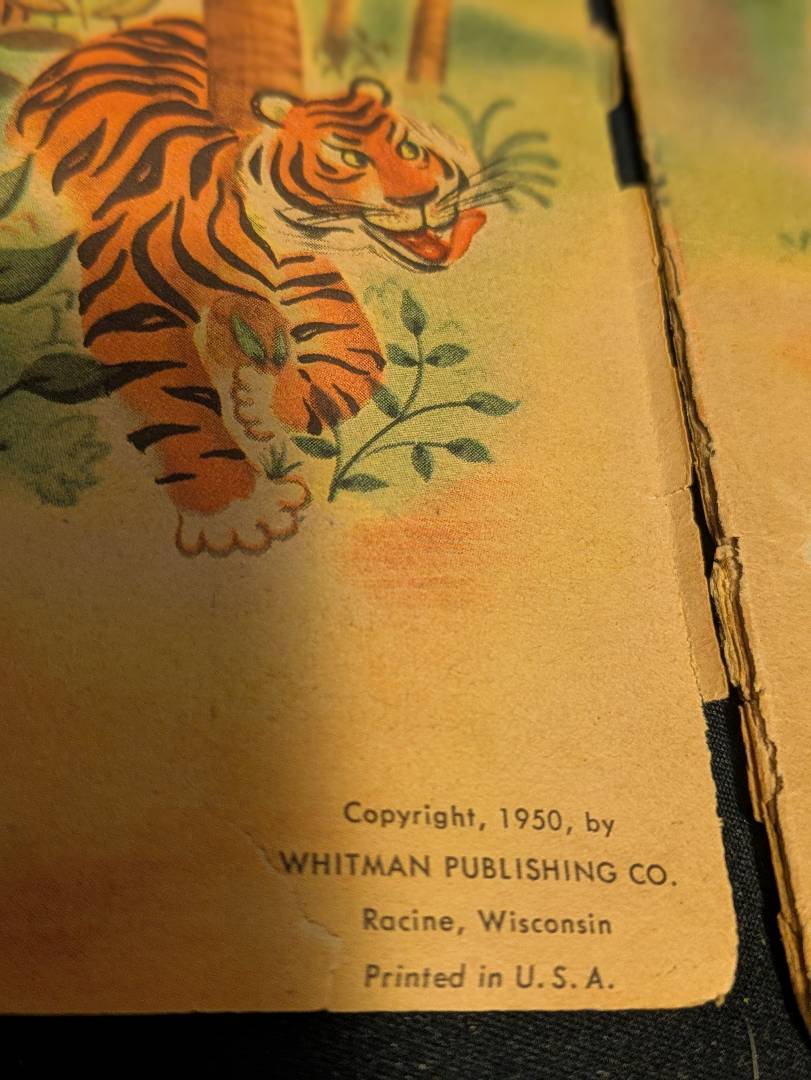 Copyright, 1950, by
WHITMAN PUBLISHING CO.
Racine, Wisconsin
Printed in U. S. A.